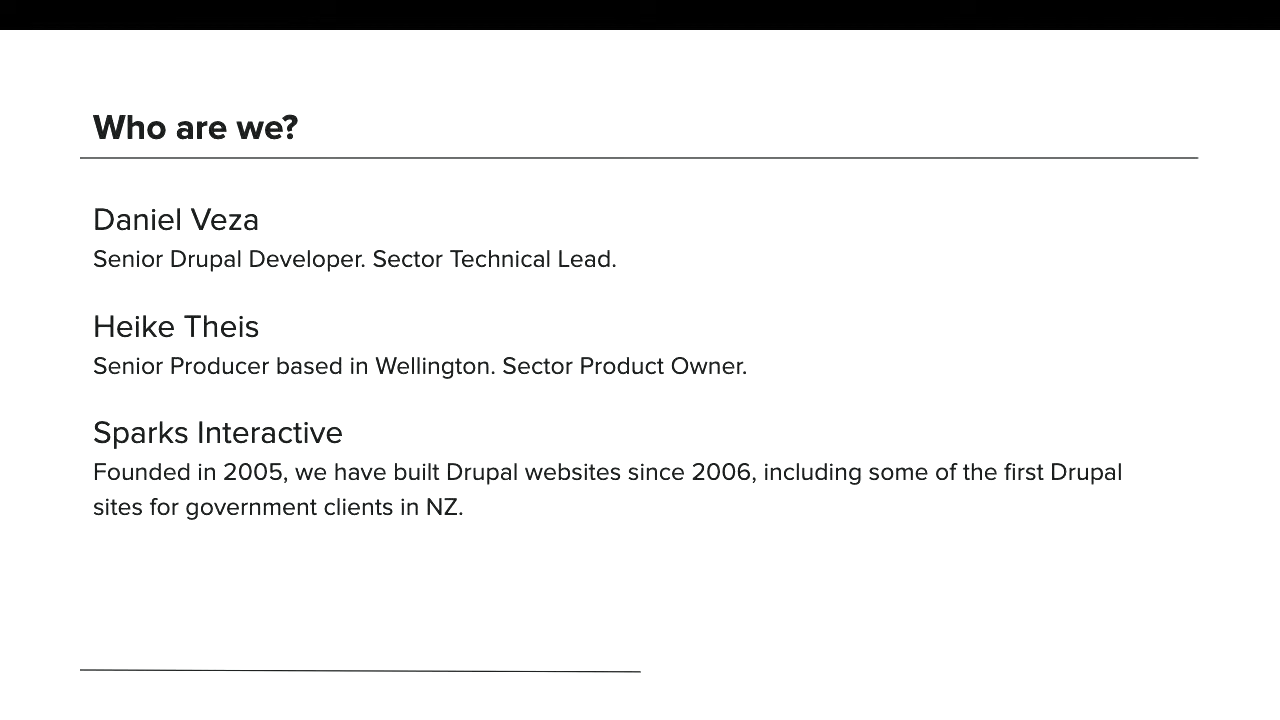 Who are we?
Daniel Veza
Senior Drupal Developer. Sector Technical Lead.
Heike Theis
Senior Producer based in Wellington. Sector Product Owner.
Sparks Interactive
Founded in 2005, we have built Drupal websites since 2006, including some of the first Drupal
sites for government clients in NZ.